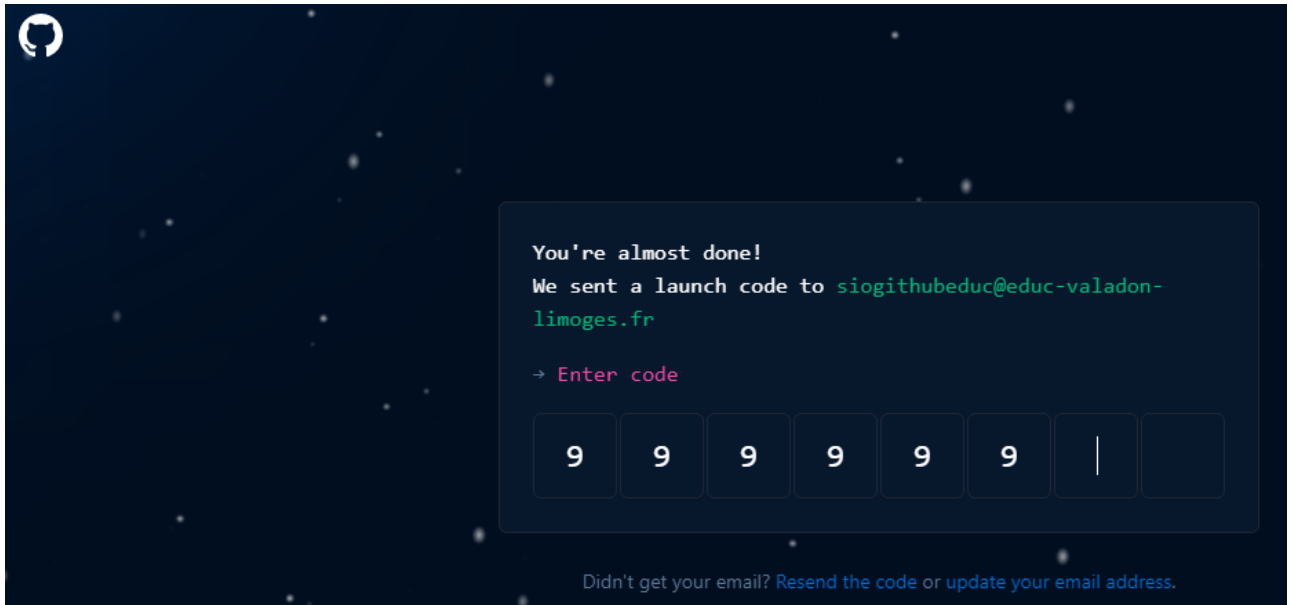 You're almost done!
We sent a launch code to siogithubeduc@educ-valadon-
limoges.fr
→ Enter code
9 9 9 9 9 9
Didn't get your email? Resend the code or update your email address.